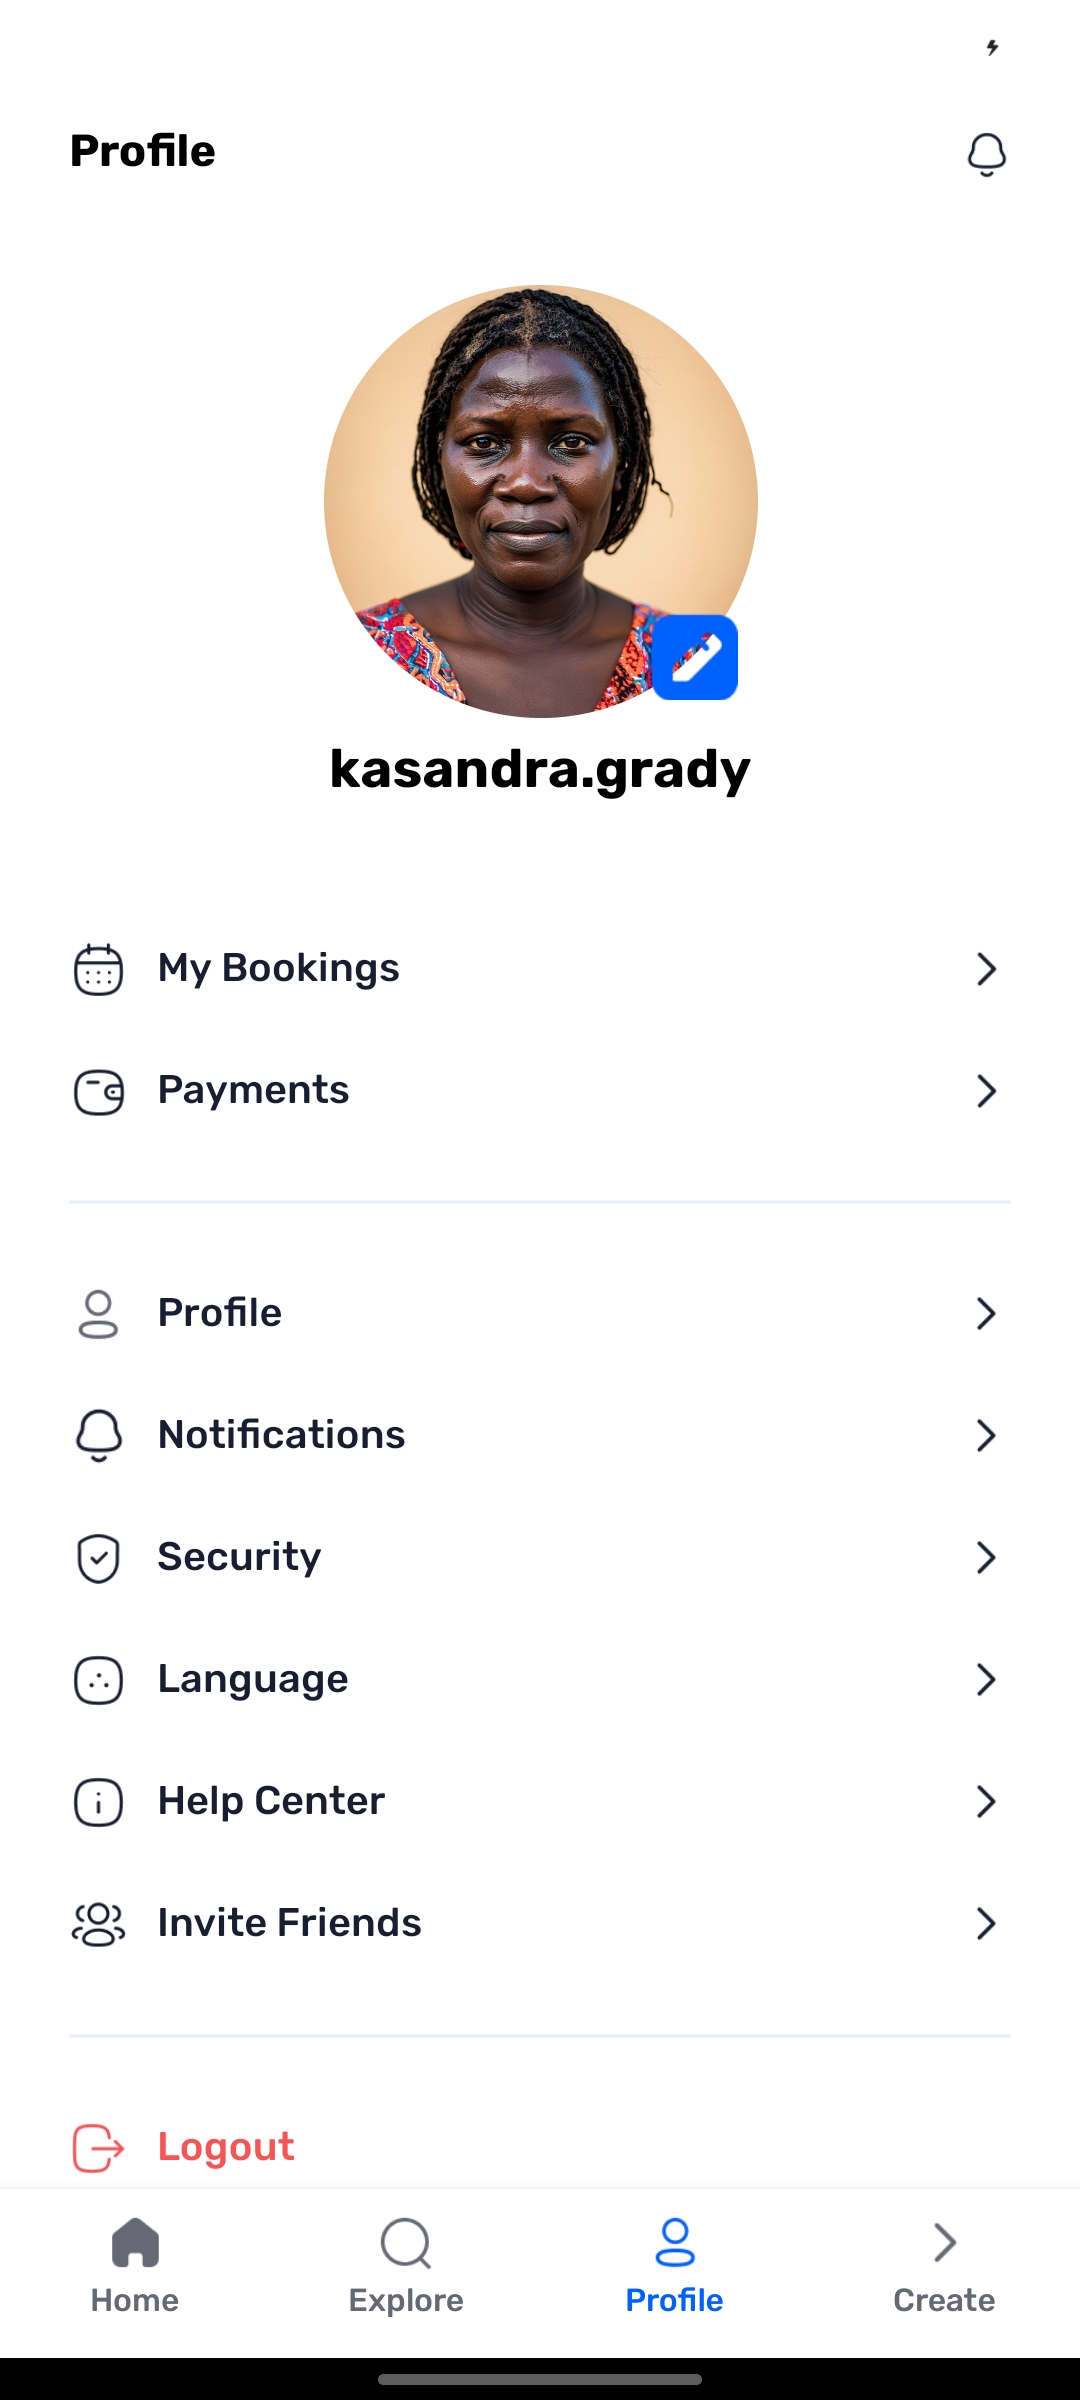 Profile
kasandra.grady
My Bookings
Payments
Profile
Notifications
Security
Language
Help Center
Invite Friends
Logout
Home
Explore
Profile
Create